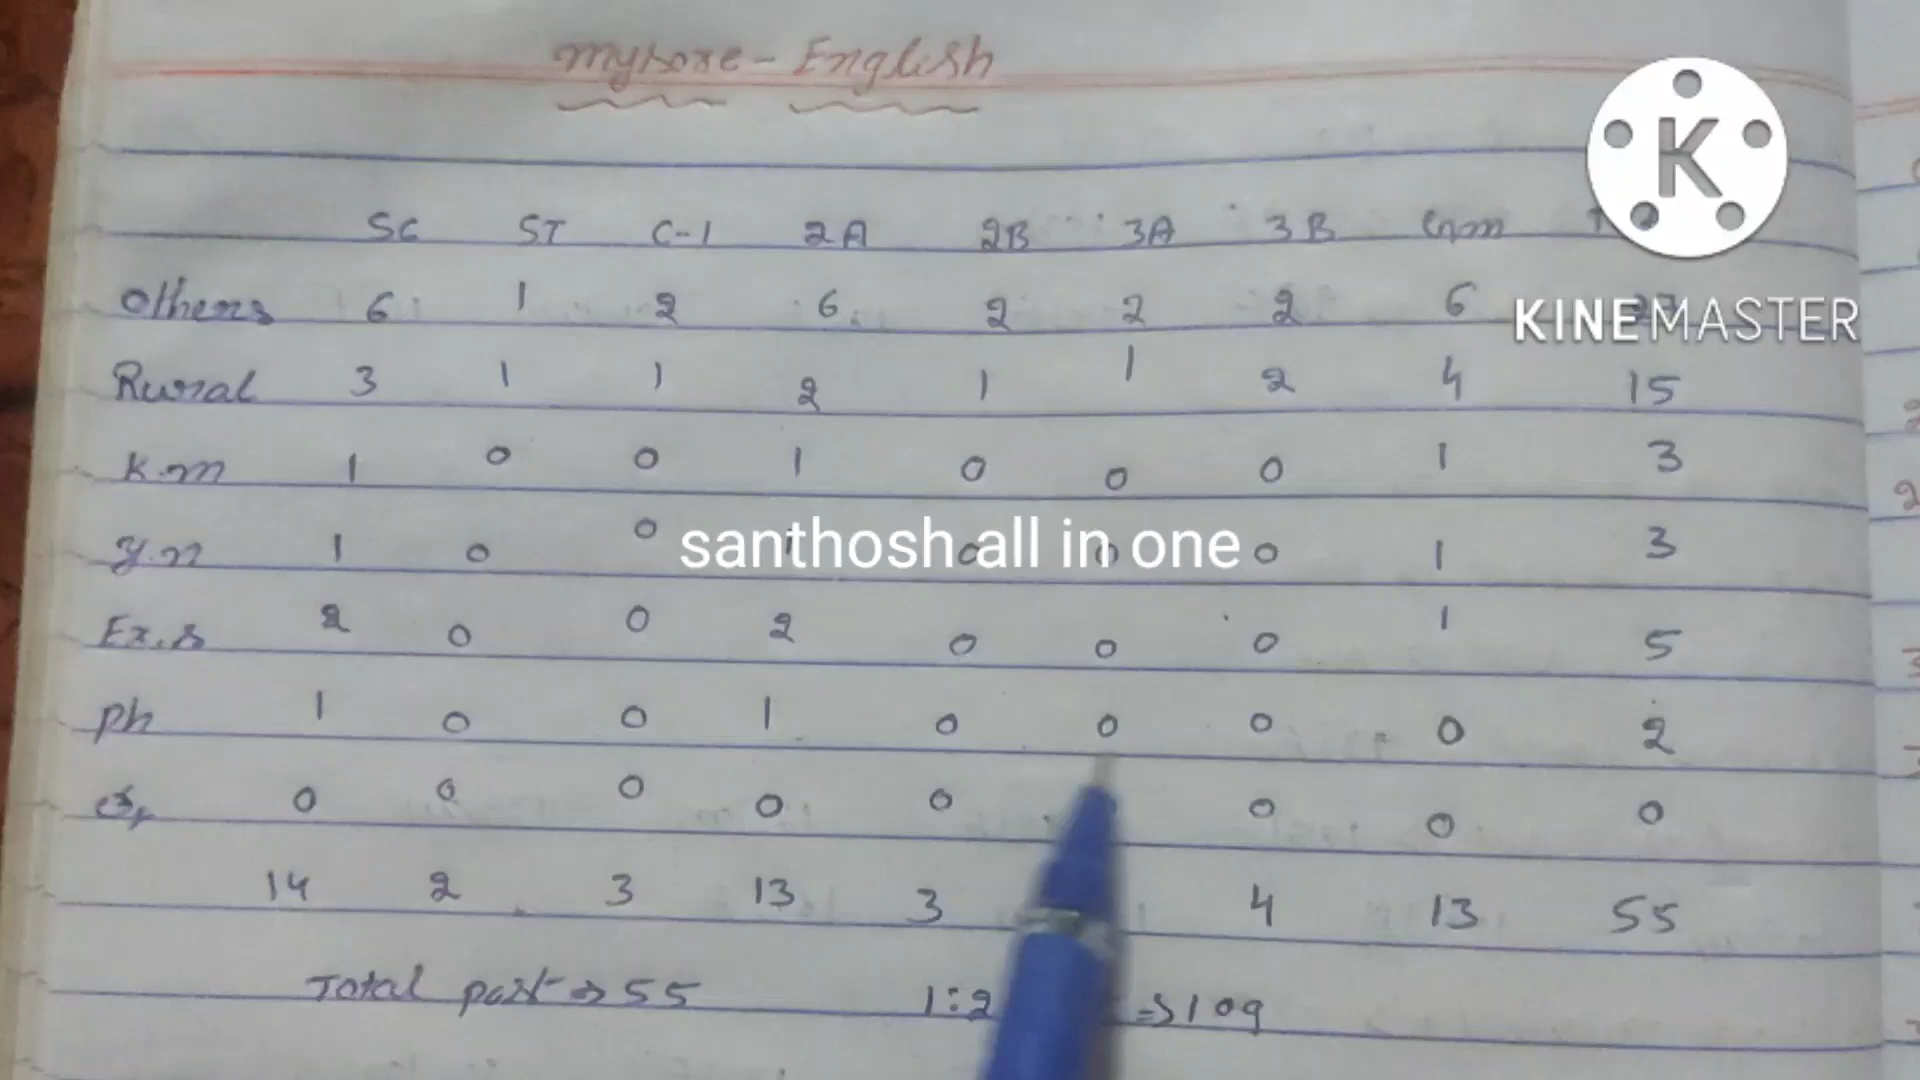 mysore - English
SC ST C-1 2A 2B 3A 3B Gm
K
Others 6 1 2 6 2 2 2 6
KINEMASTER
Rural 3 1 1 2 1 1 2 4 15
K.m 1 0 0 1 0 0 0 1 3
y.n 1 0 0 1 0 0 0 1 3
santhosh all in one
Ex.s 2 0 0 2 0 0 0 1 5
Ph 1 0 0 1 0 0 0 0 2
0 0 0 0 0 0 0 0
14 2 3 13 3 4 13 55
Total post => 55 1:2 => 109